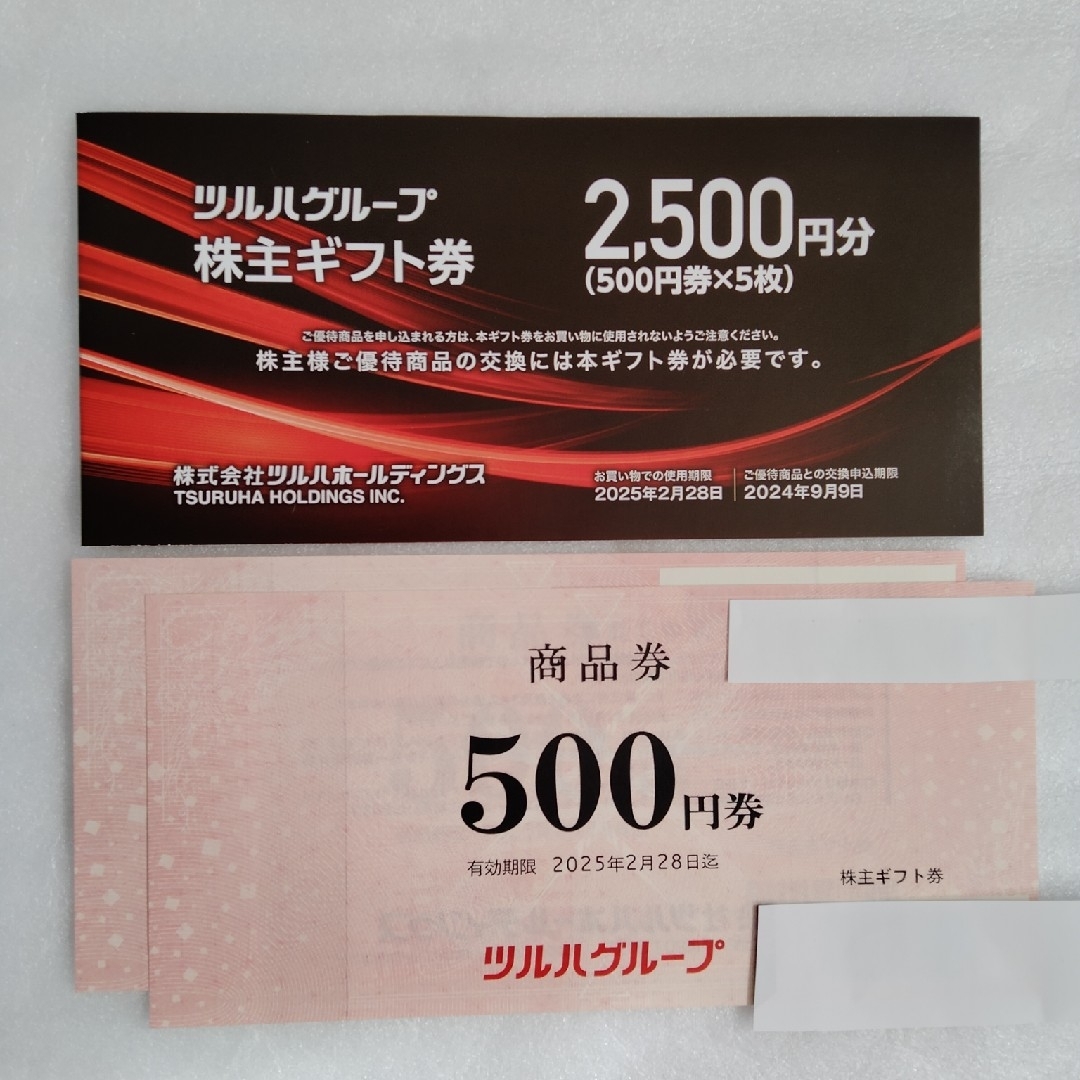 ツルハグループ
株主ギフト券
2,500円分
(500円券×5枚)
ご優待商品を申し込まれる方は、本ギフト券をお買い物に使用されないようご注意ください。
株主様ご優待商品の交換には本ギフト券が必要です。
株式会社ツルハホールディングス
TSURUHA HOLDINGS INC.
お買い物での使用期限
2025年2月28日
ご優待商品との交換申込期限
2024年9月9日
商品券
500円券
有効期限 2025年2月28日迄
株主ギフト券
ツルハグループ